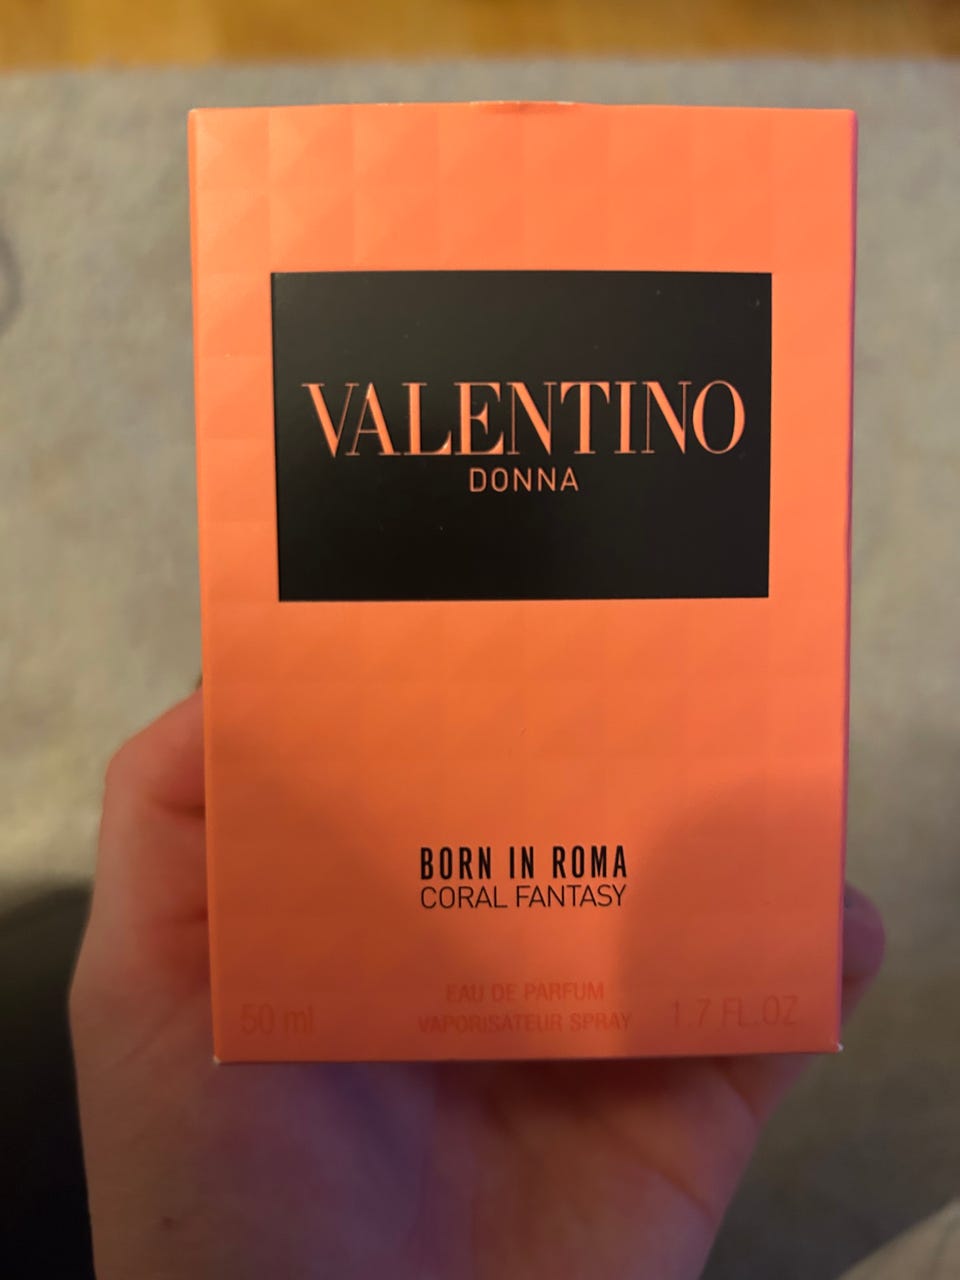 VALENTINO
DONNA
BORN IN ROMA
CORAL FANTASY
EAU DE PARFUM
50 ml VAPORISATEUR SPRAY 1.7 FL.OZ